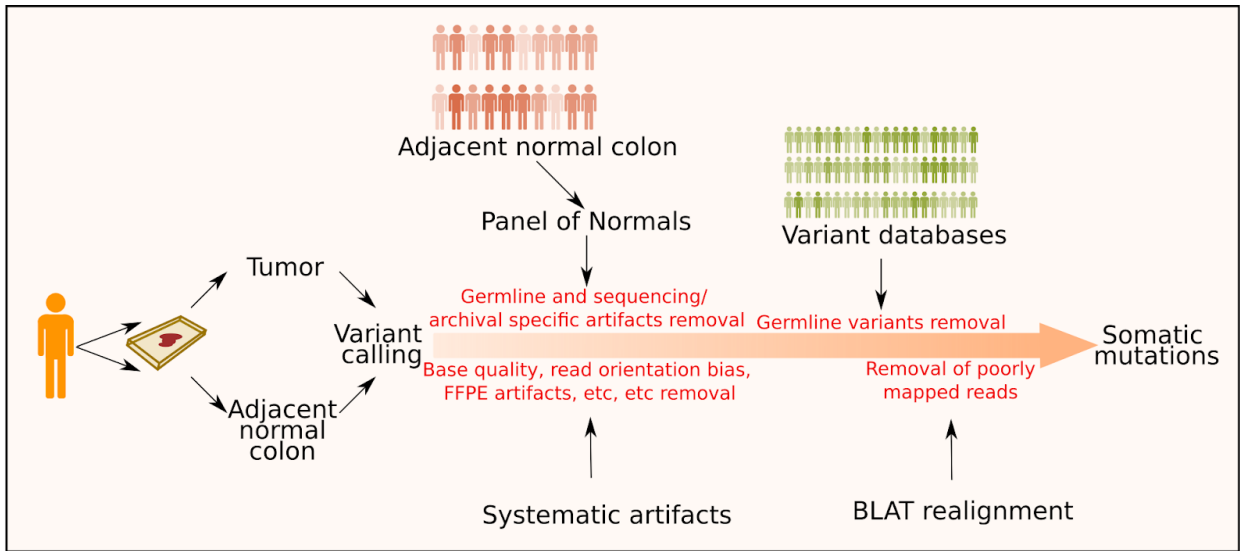 Adjacent normal colon
Panel of Normals
Variant databases
Tumor
Adjacent
normal
colon
Variant
calling
Germline and sequencing/
archival specific artifacts removal
Germline variants removal
Base quality, read orientation bias,
FFPE artifacts, etc, etc removal
Removal of poorly
mapped reads
Somatic
mutations
Systematic artifacts
BLAT realignment